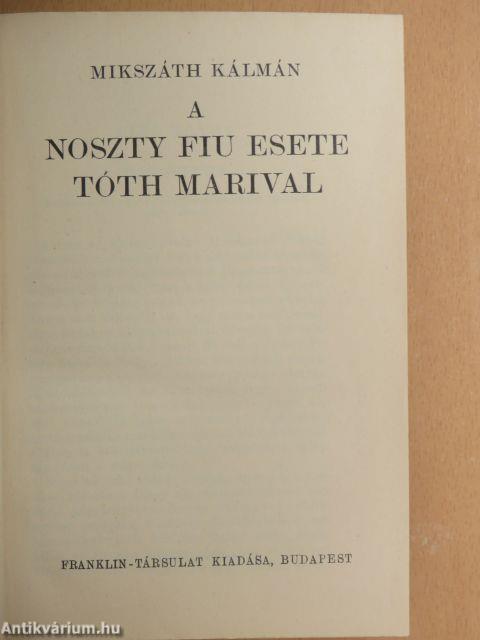 MIKSZÁTH KÁLMÁN
A
NOSZTY FIU ESETE
TÓTH MARIVAL
FRANKLIN-TÁRSULAT KIADÁSA, BUDAPEST
Antikvárium.hu